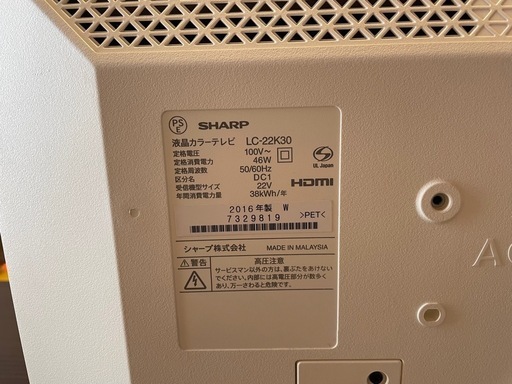 PS
E
SHARP
液晶カラーテレビ LC-22K30
定格電圧 100V～
定格消費電力 46W
定格周波数 50/60Hz
区分名 DC1
受信機型サイズ 22V
年間消費電力量 38kWh/年
S
UL Japan
HDMI
2016年製 W
7329819
>PET<
シャープ株式会社 MADE IN MALAYSIA
⚠警告 高圧注意
サービスマン以外の方は、裏ぶたをあけないで
ください。内部には高電圧部分が数多く
あり、万一さわると危険です。